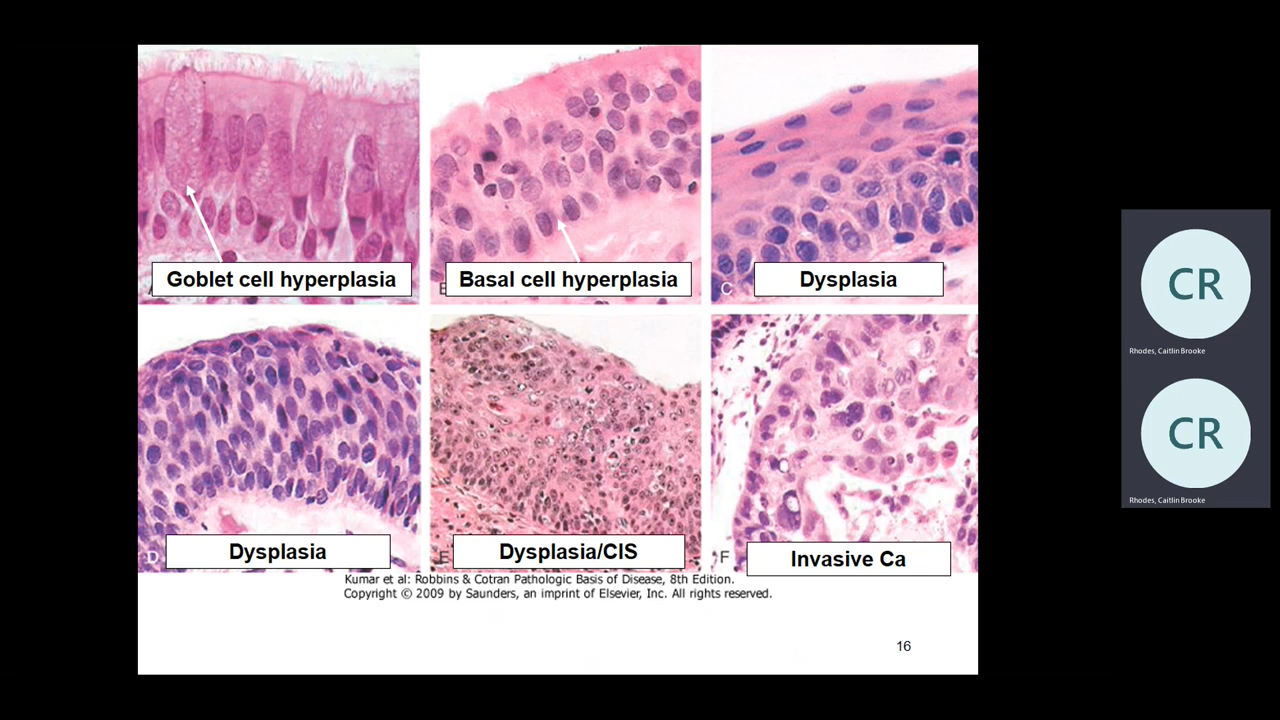 Goblet cell hyperplasia
Basal cell hyperplasia
C
Dysplasia
D
Dysplasia
E
Dysplasia/CIS
F
Invasive Ca
Kumar et al: Robbins & Cotran Pathologic Basis of Disease, 8th Edition.
Copyright © 2009 by Saunders, an imprint of Elsevier, Inc. All rights reserved.
16
CR
Rhodes, Caitlin Brooke
CR
Rhodes, Caitlin Brooke